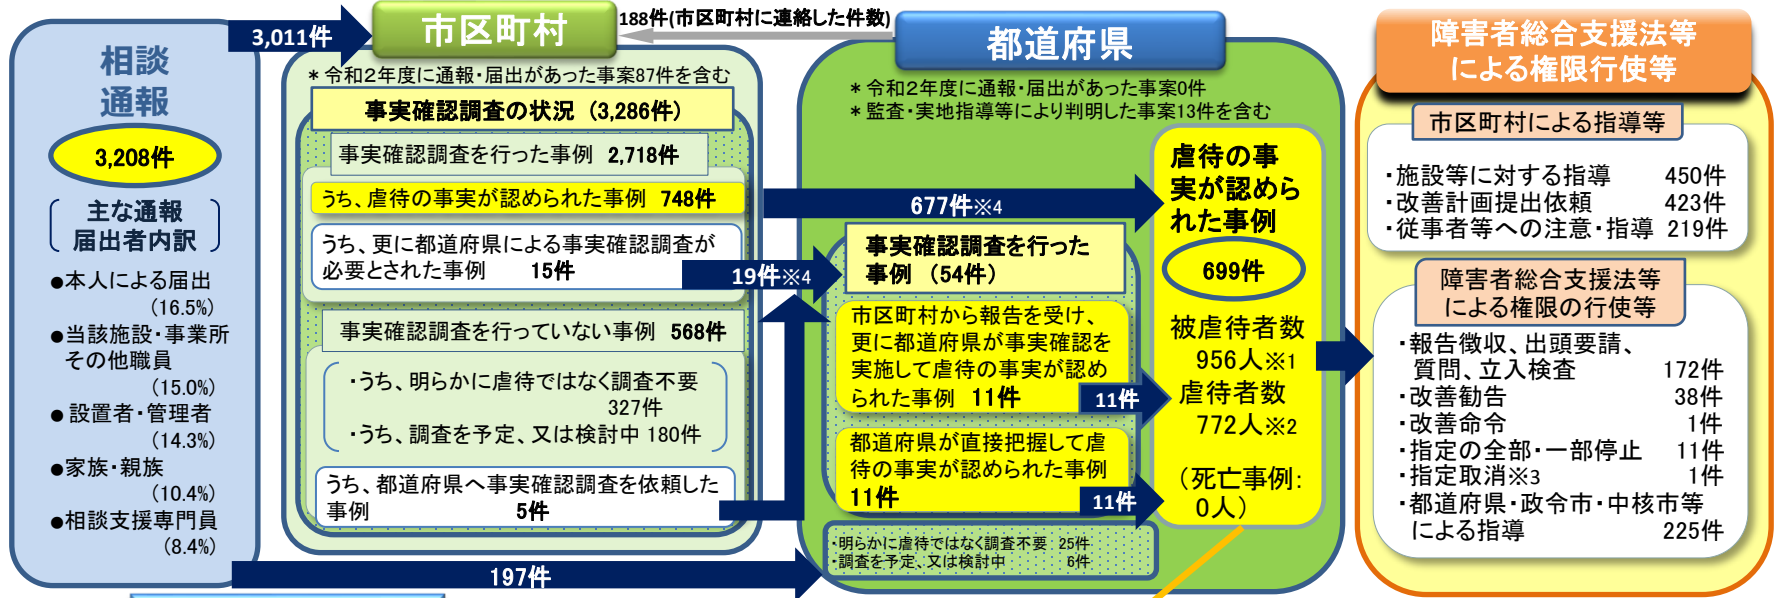 相談
通報
3,208件
主な通報
届出者内訳
●本人による届出
(16.5%)
●当該施設・事業所
その他職員
(15.0%)
●設置者・管理者
(14.3%)
●家族・親族
(10.4%)
●相談支援専門員
(8.4%)
3,011件
197件
市区町村
188件(市区町村に連絡した件数)
＊令和２年度に通報・届出があった事案87件を含む
事実確認調査の状況 (3,286件)
事実確認調査を行った事例 2,718件
うち、虐待の事実が認められた事例 748件
うち、更に都道府県による事実確認調査が
必要とされた事例 15件
事実確認調査を行っていない事例 568件
・うち、明らかに虐待ではなく調査不要
327件
・うち、調査を予定、又は検討中 180件
うち、都道府県へ事実確認調査を依頼した
事例 5件
677件※4
19件※4
都道府県
＊令和２年度に通報・届出があった事案0件
＊監査・実地指導等により判明した事案13件を含む
事実確認調査を行った
事例 (54件)
市区町村から報告を受け、
更に都道府県が事実確認を
実施して虐待の事実が認め
られた事例 11件
11件
都道府県が直接把握して虐
待の事実が認められた事例
11件
11件
・明らかに虐待ではなく調査不要 25件
・調査を予定、又は検討中 6件
虐待の事
実が認めら
れた事例
699件
被虐待者数
956人※1
虐待者数
772人※2
（死亡事例:
0人）
障害者総合支援法等
による権限行使等
市区町村による指導等
・施設等に対する指導 450件
・改善計画提出依頼 423件
・従事者等への注意・指導 219件
障害者総合支援法等
による権限の行使等
・報告徴収、出頭要請、
質問、立入検査 172件
・改善勧告 38件
・改善命令 1件
・指定の全部・一部停止 11件
・指定取消※3 1件
・都道府県・政令市・中核市等
による指導 225件